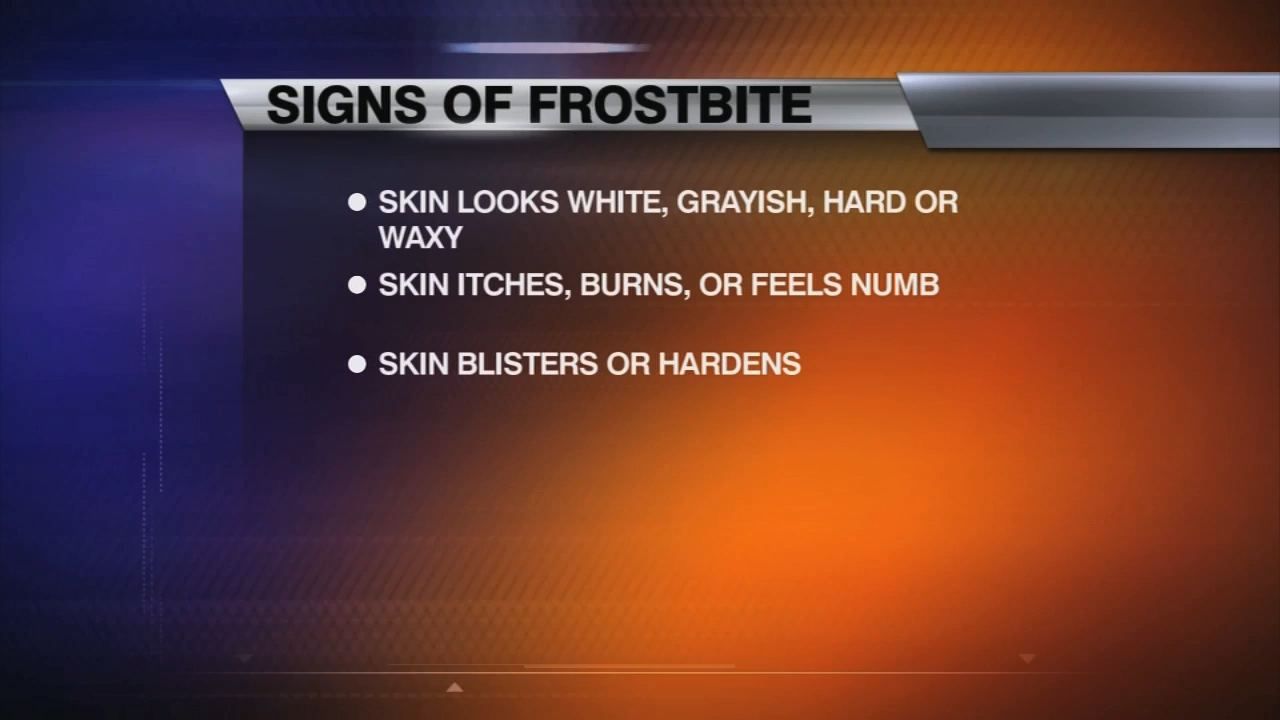 SIGNS OF FROSTBITE
● SKIN LOOKS WHITE, GRAYISH, HARD OR
WAXY
● SKIN ITCHES, BURNS, OR FEELS NUMB
● SKIN BLISTERS OR HARDENS